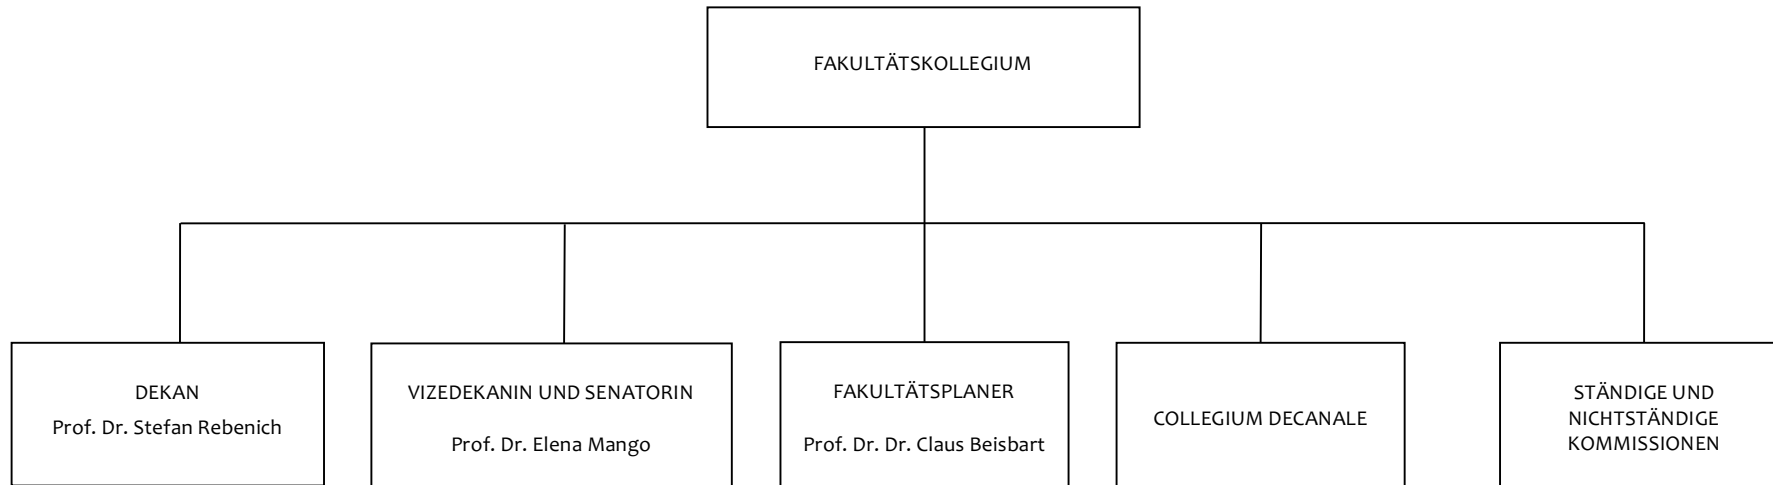 FAKULTÄTSKOLLEGIUM
DEKAN
Prof. Dr. Stefan Rebenich
VIZEDEKANIN UND SENATORIN
Prof. Dr. Elena Mango
FAKULTÄTSPLANER
Prof. Dr. Dr. Claus Beisbart
COLLEGIUM DECANALE
STÄNDIGE UND
NICHTSTÄNDIGE
KOMMISSIONEN